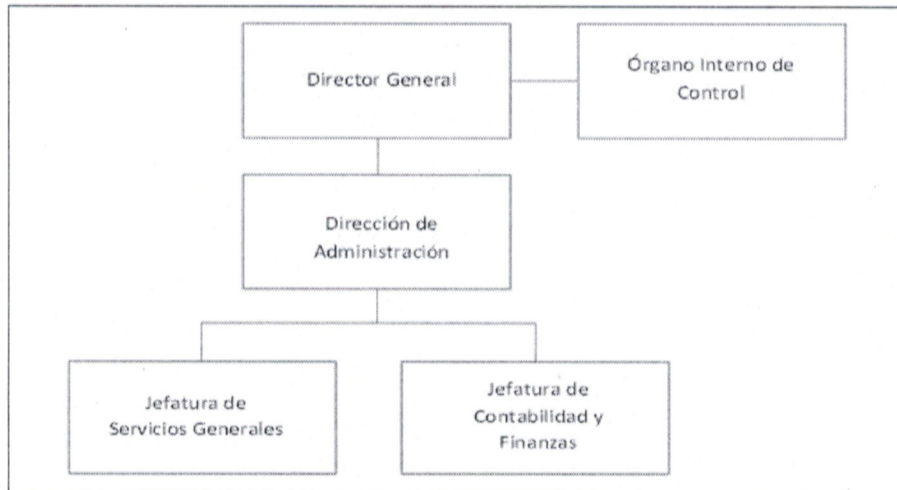 Director General
Órgano Interno de
Control
Dirección de
Administración
Jefatura de
Servicios Generales
Jefatura de
Contabilidad y
Finanzas